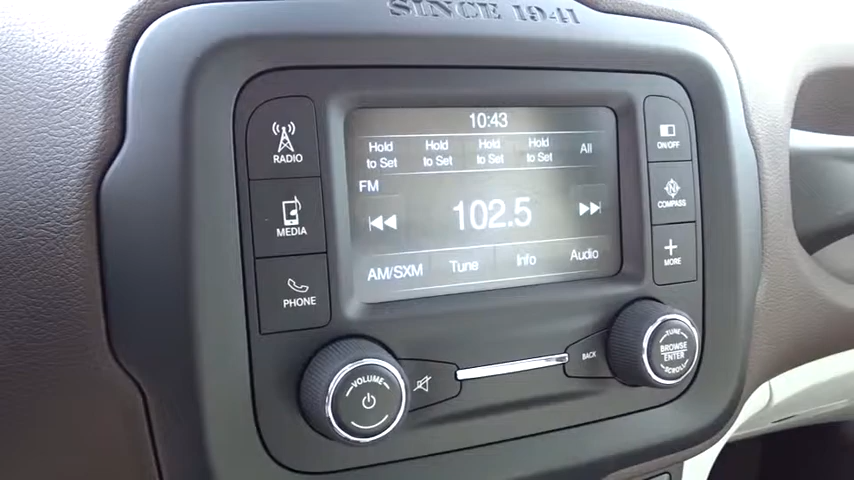 SINCE 1941
10:43
Hold to Set
Hold to Set
Hold to Set
Hold to Set
All
FM
102.5
AM/SXM
Tune
Info
Audio
RADIO
MEDIA
PHONE
ON/OFF
N
COMPASS
MORE
VOLUME
BACK
TUNE
BROWSE
ENTER
SCROLL